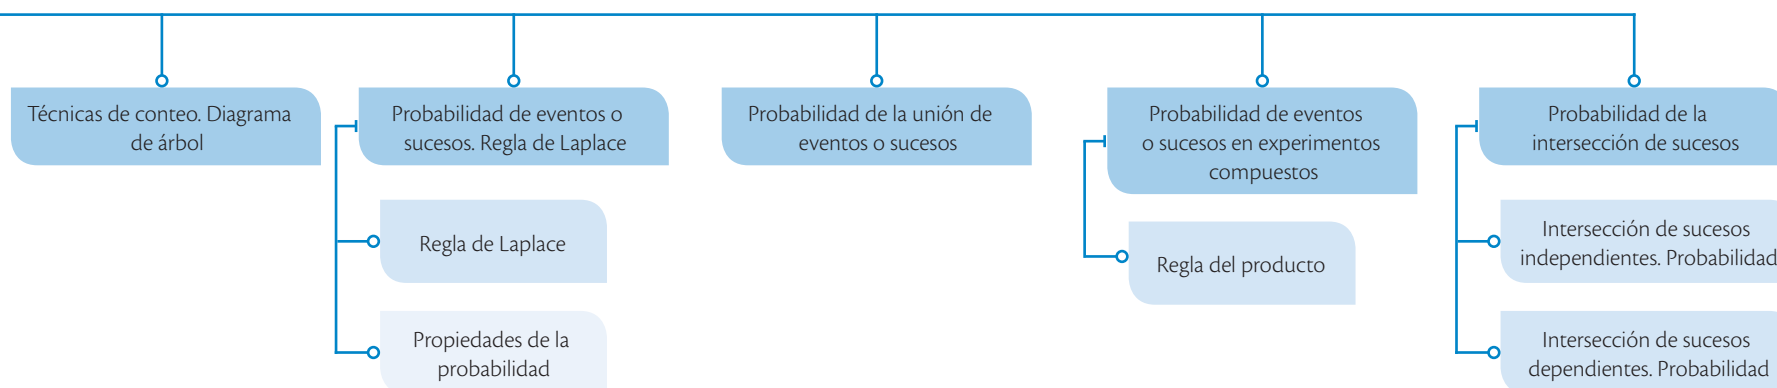 Técnicas de conteo. Diagrama
de árbol
Probabilidad de eventos o
sucesos. Regla de Laplace
Regla de Laplace
Propiedades de la
probabilidad
Probabilidad de la unión de
eventos o sucesos
Probabilidad de eventos
o sucesos en experimentos
compuestos
Regla del producto
Probabilidad de la
intersección de sucesos
Intersección de sucesos
independientes. Probabilidad
Intersección de sucesos
dependientes. Probabilidad